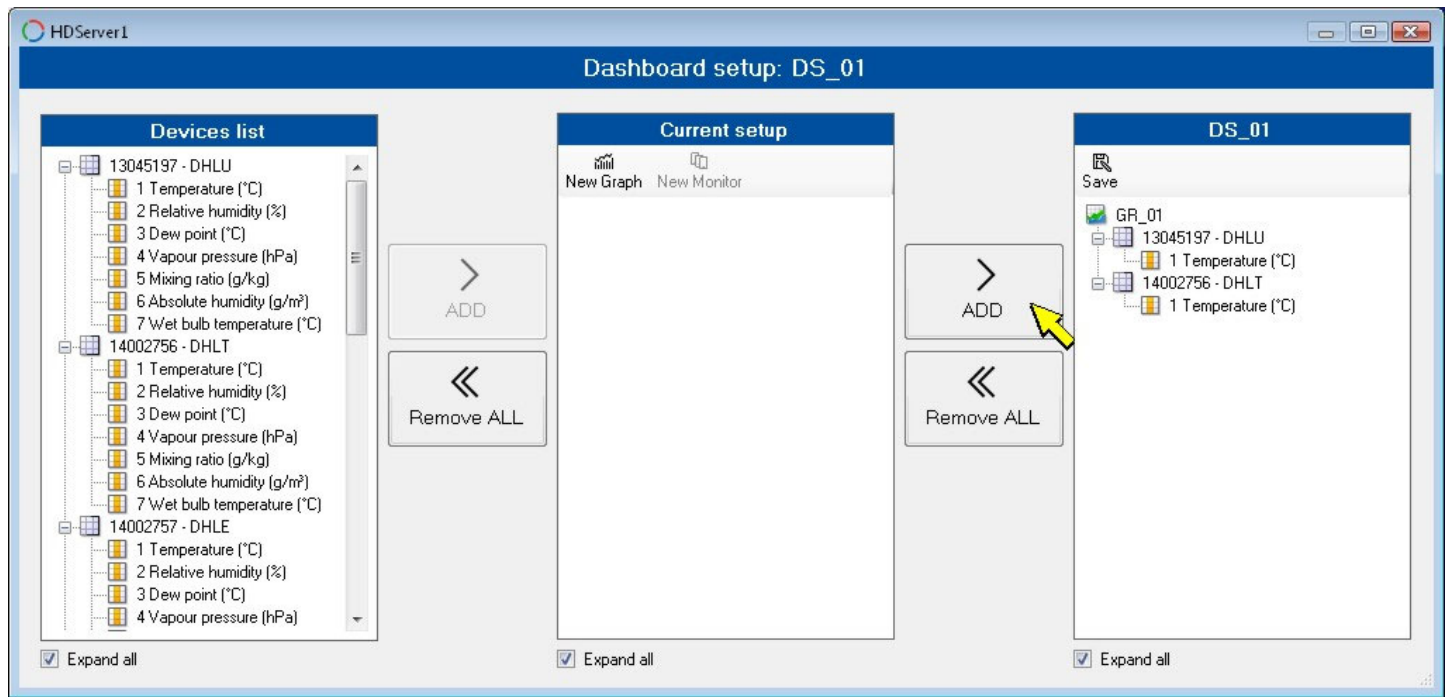 HDServer1
Dashboard setup: DS_01
Devices list
13045197 - DHLU
1 Temperature (°C)
2 Relative humidity (%)
3 Dew point (°C)
4 Vapour pressure (hPa)
5 Mixing ratio (g/kg)
6 Absolute humidity (g/m³)
7 Wet bulb temperature (°C)
14002756 - DHLT
1 Temperature (°C)
2 Relative humidity (%)
3 Dew point (°C)
4 Vapour pressure (hPa)
5 Mixing ratio (g/kg)
6 Absolute humidity (g/m³)
7 Wet bulb temperature (°C)
14002757 - DHLE
1 Temperature (°C)
2 Relative humidity (%)
3 Dew point (°C)
4 Vapour pressure (hPa)
Expand all
ADD
Remove ALL
Current setup
New Graph New Monitor
Expand all
ADD
Remove ALL
DS_01
Save
GR_01
13045197 - DHLU
1 Temperature (°C)
14002756 - DHLT
1 Temperature (°C)
Expand all